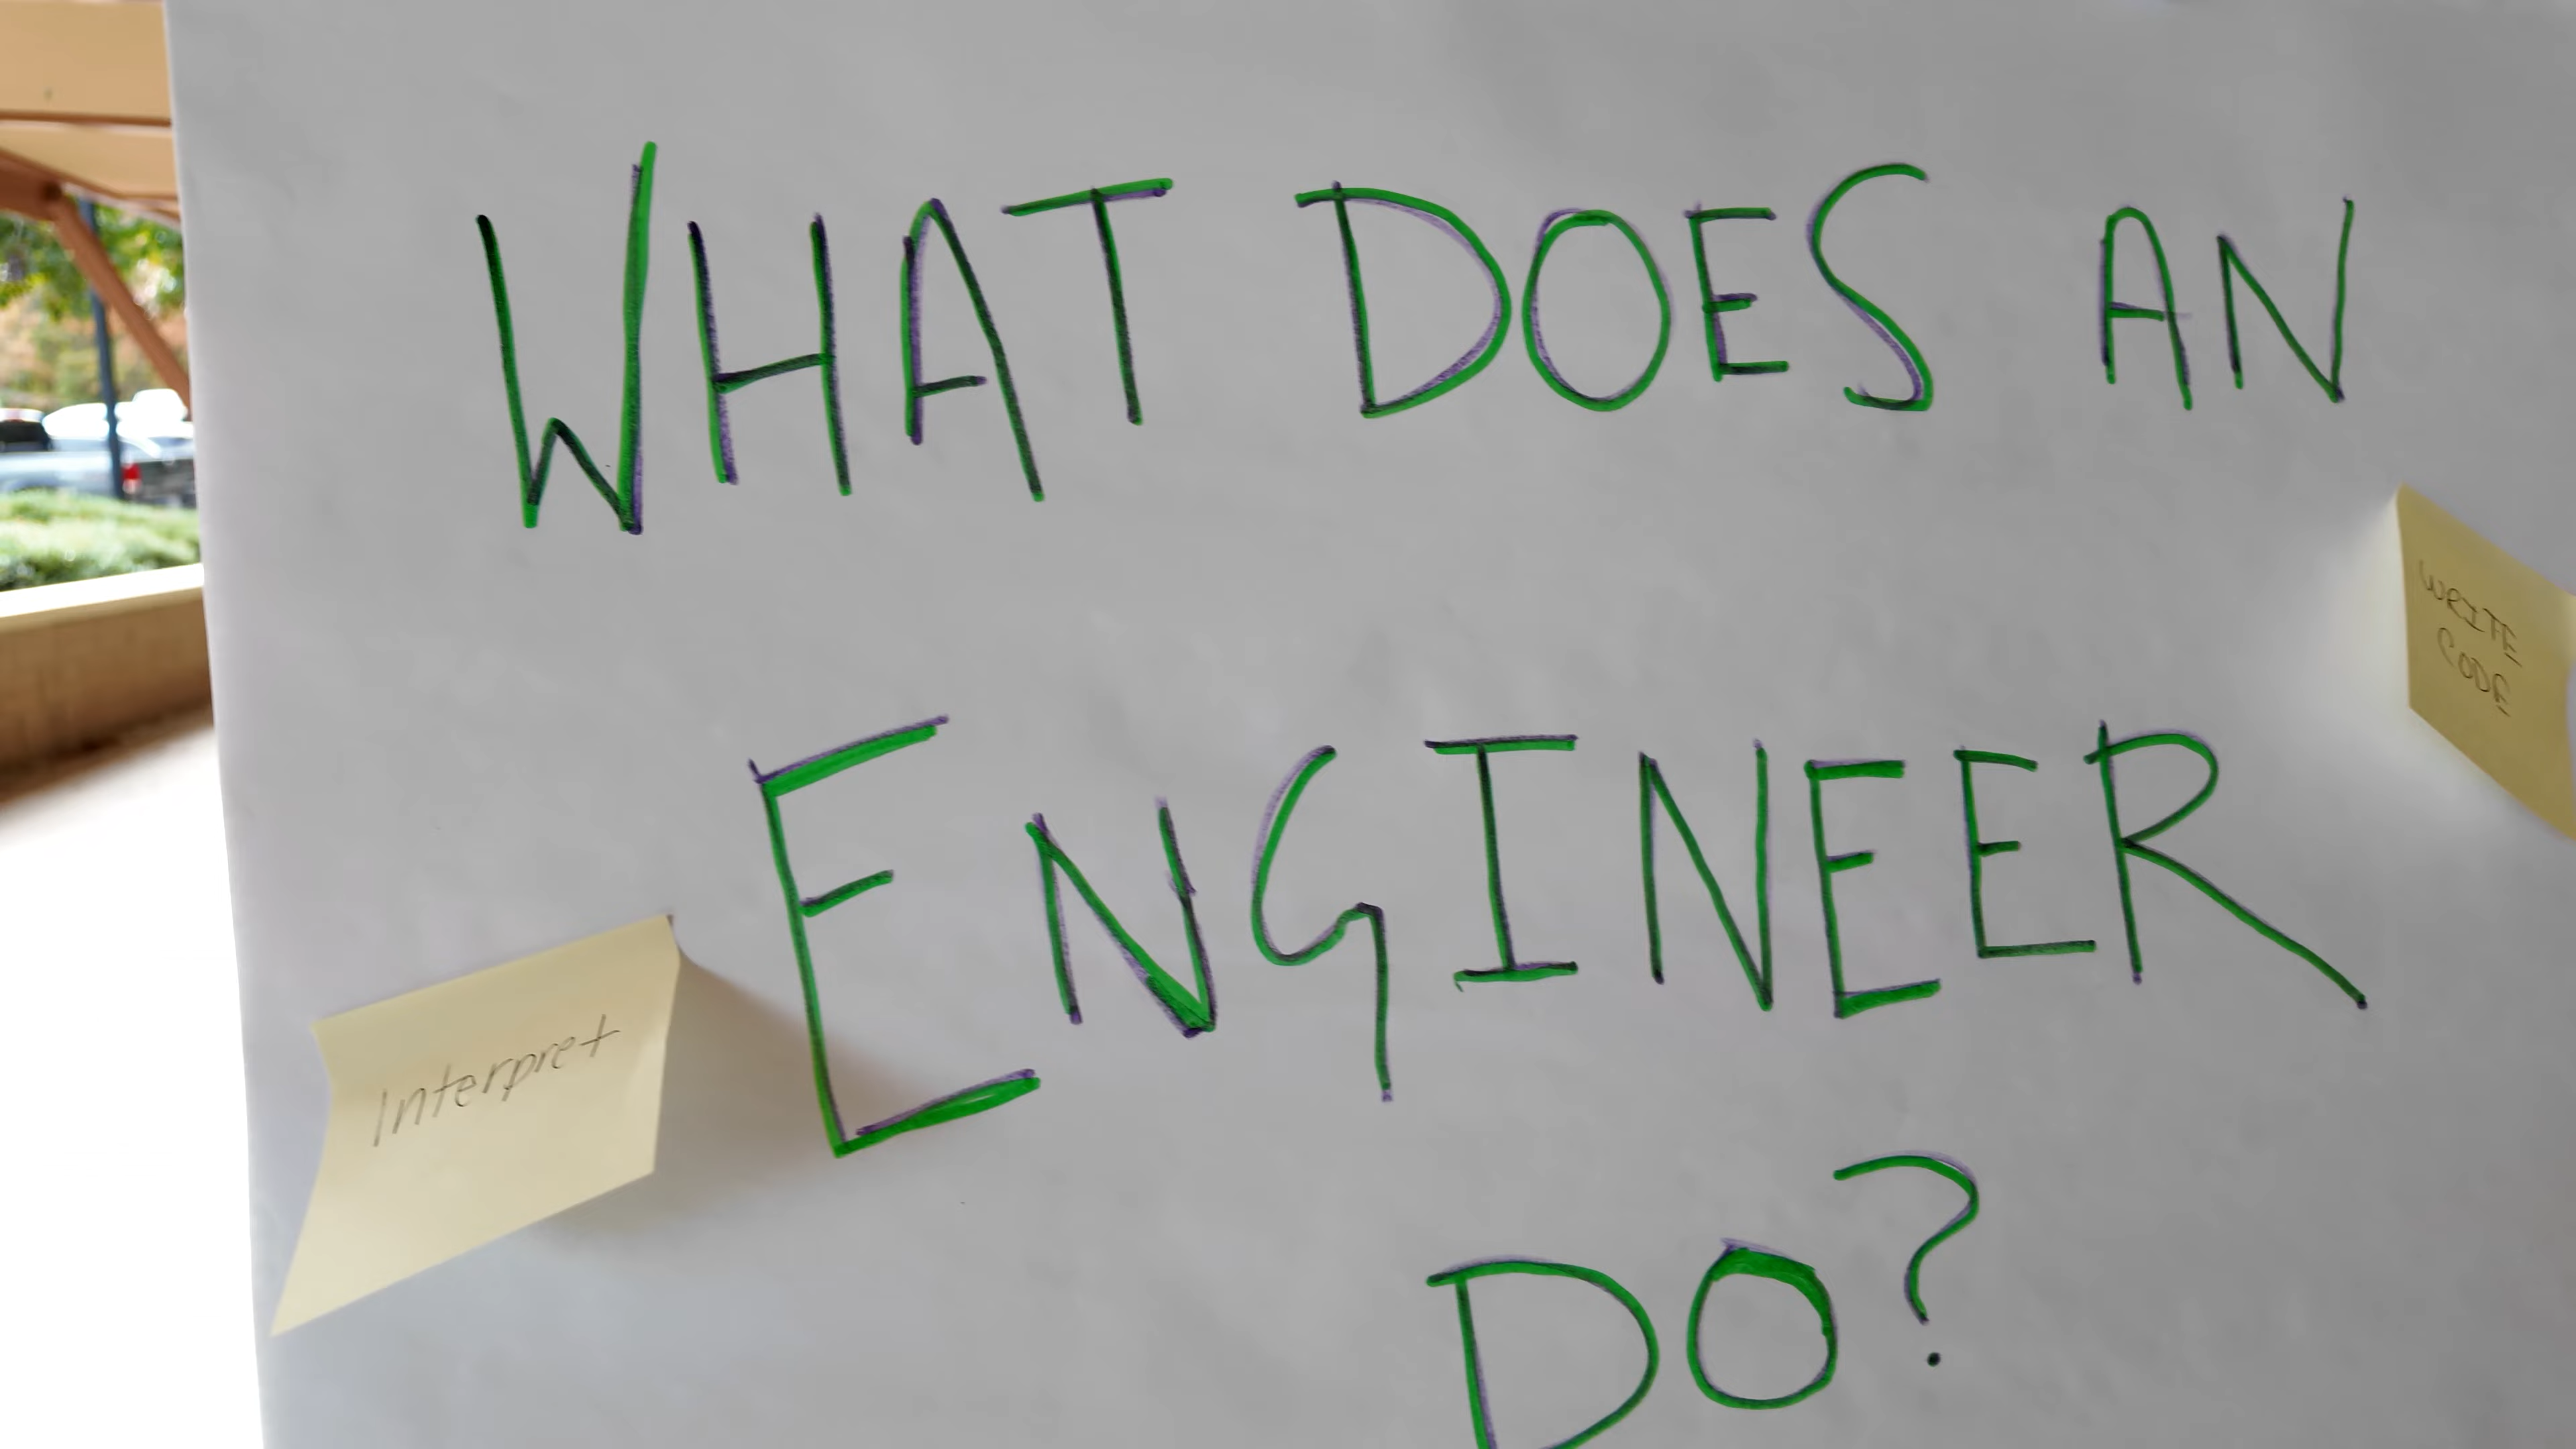 WHAT DOES AN
WRITE
CODE
ENGINEER
Interpret
DO?